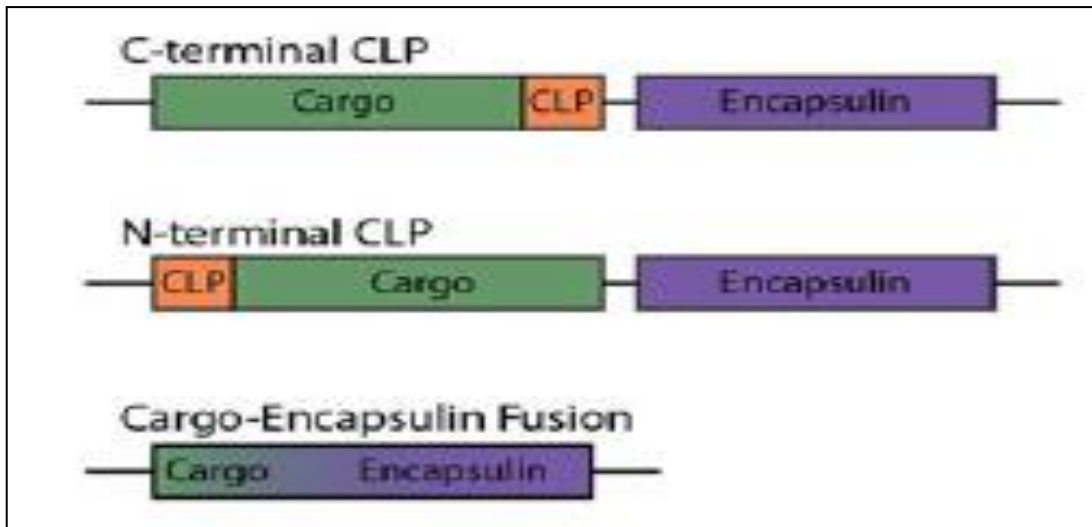 C-terminal CLP
Cargo CLP Encapsulin
N-terminal CLP
CLP Cargo Encapsulin
Cargo-Encapsulin Fusion
Cargo Encapsulin